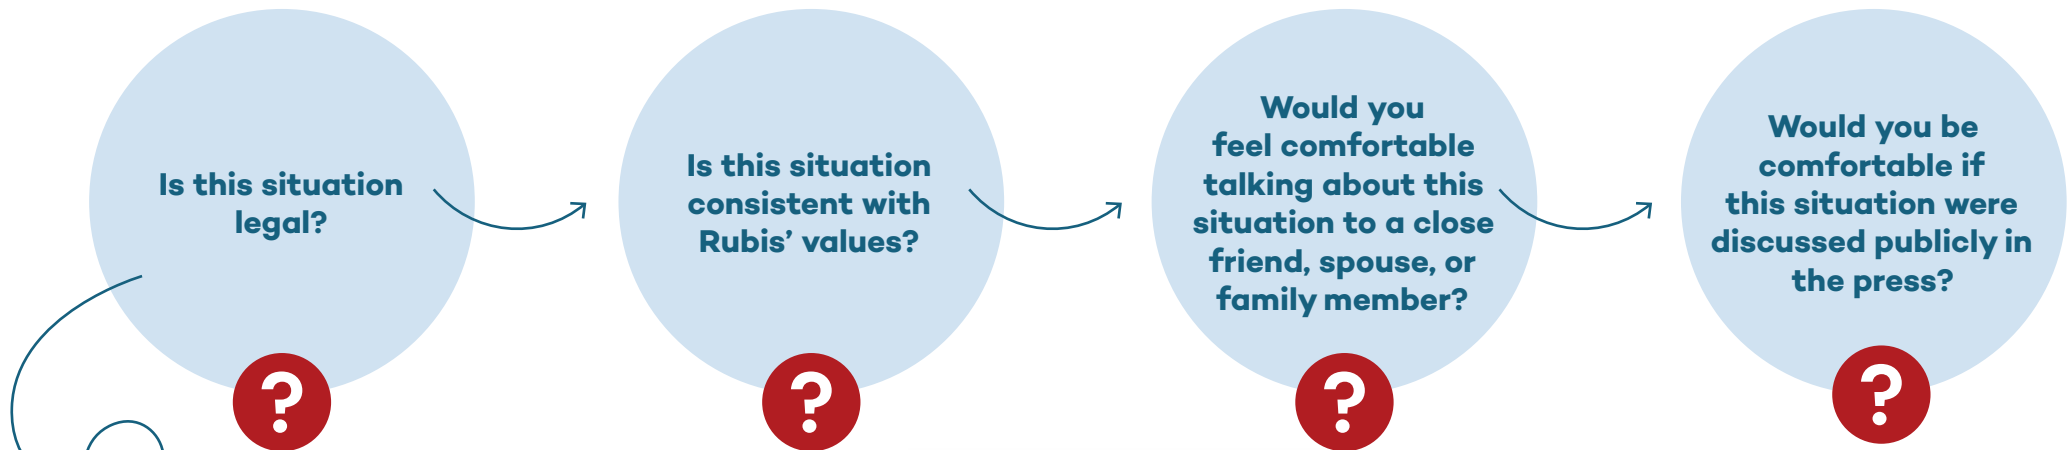 Is this situation
legal?
Is this situation
consistent with
Rubis’ values?
Would you
feel comfortable
talking about this
situation to a close
friend, spouse, or
family member?
Would you be
comfortable if
this situation were
discussed publicly in
the press?
?
?
?
?